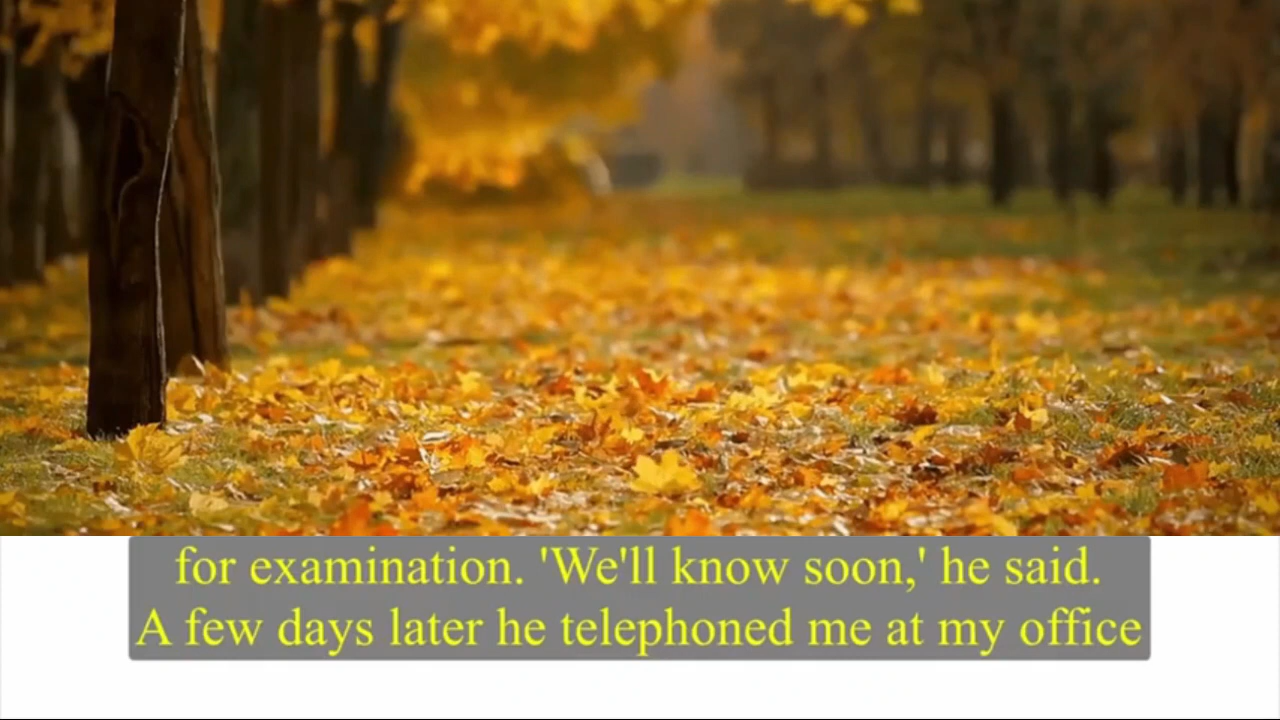 for examination. 'We'll know soon,' he said.
A few days later he telephoned me at my office